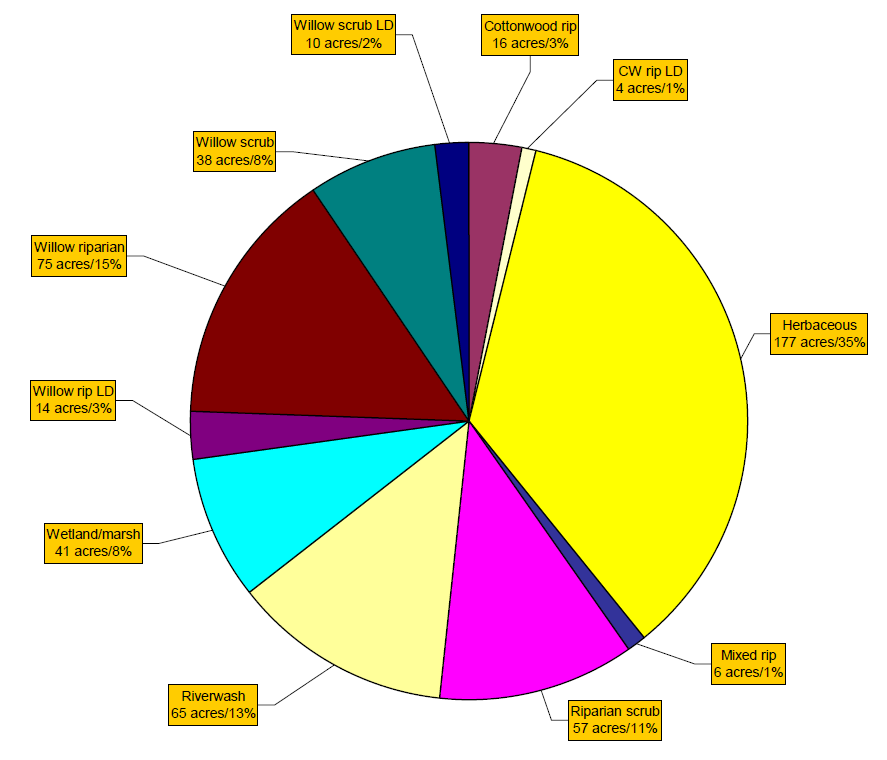 Willow scrub LD
10 acres/2%
Cottonwood rip
16 acres/3%
CW rip LD
4 acres/1%
Willow scrub
38 acres/8%
Willow riparian
75 acres/15%
Herbaceous
177 acres/35%
Willow rip LD
14 acres/3%
Wetland/marsh
41 acres/8%
Mixed rip
6 acres/1%
Riverwash
65 acres/13%
Riparian scrub
57 acres/11%